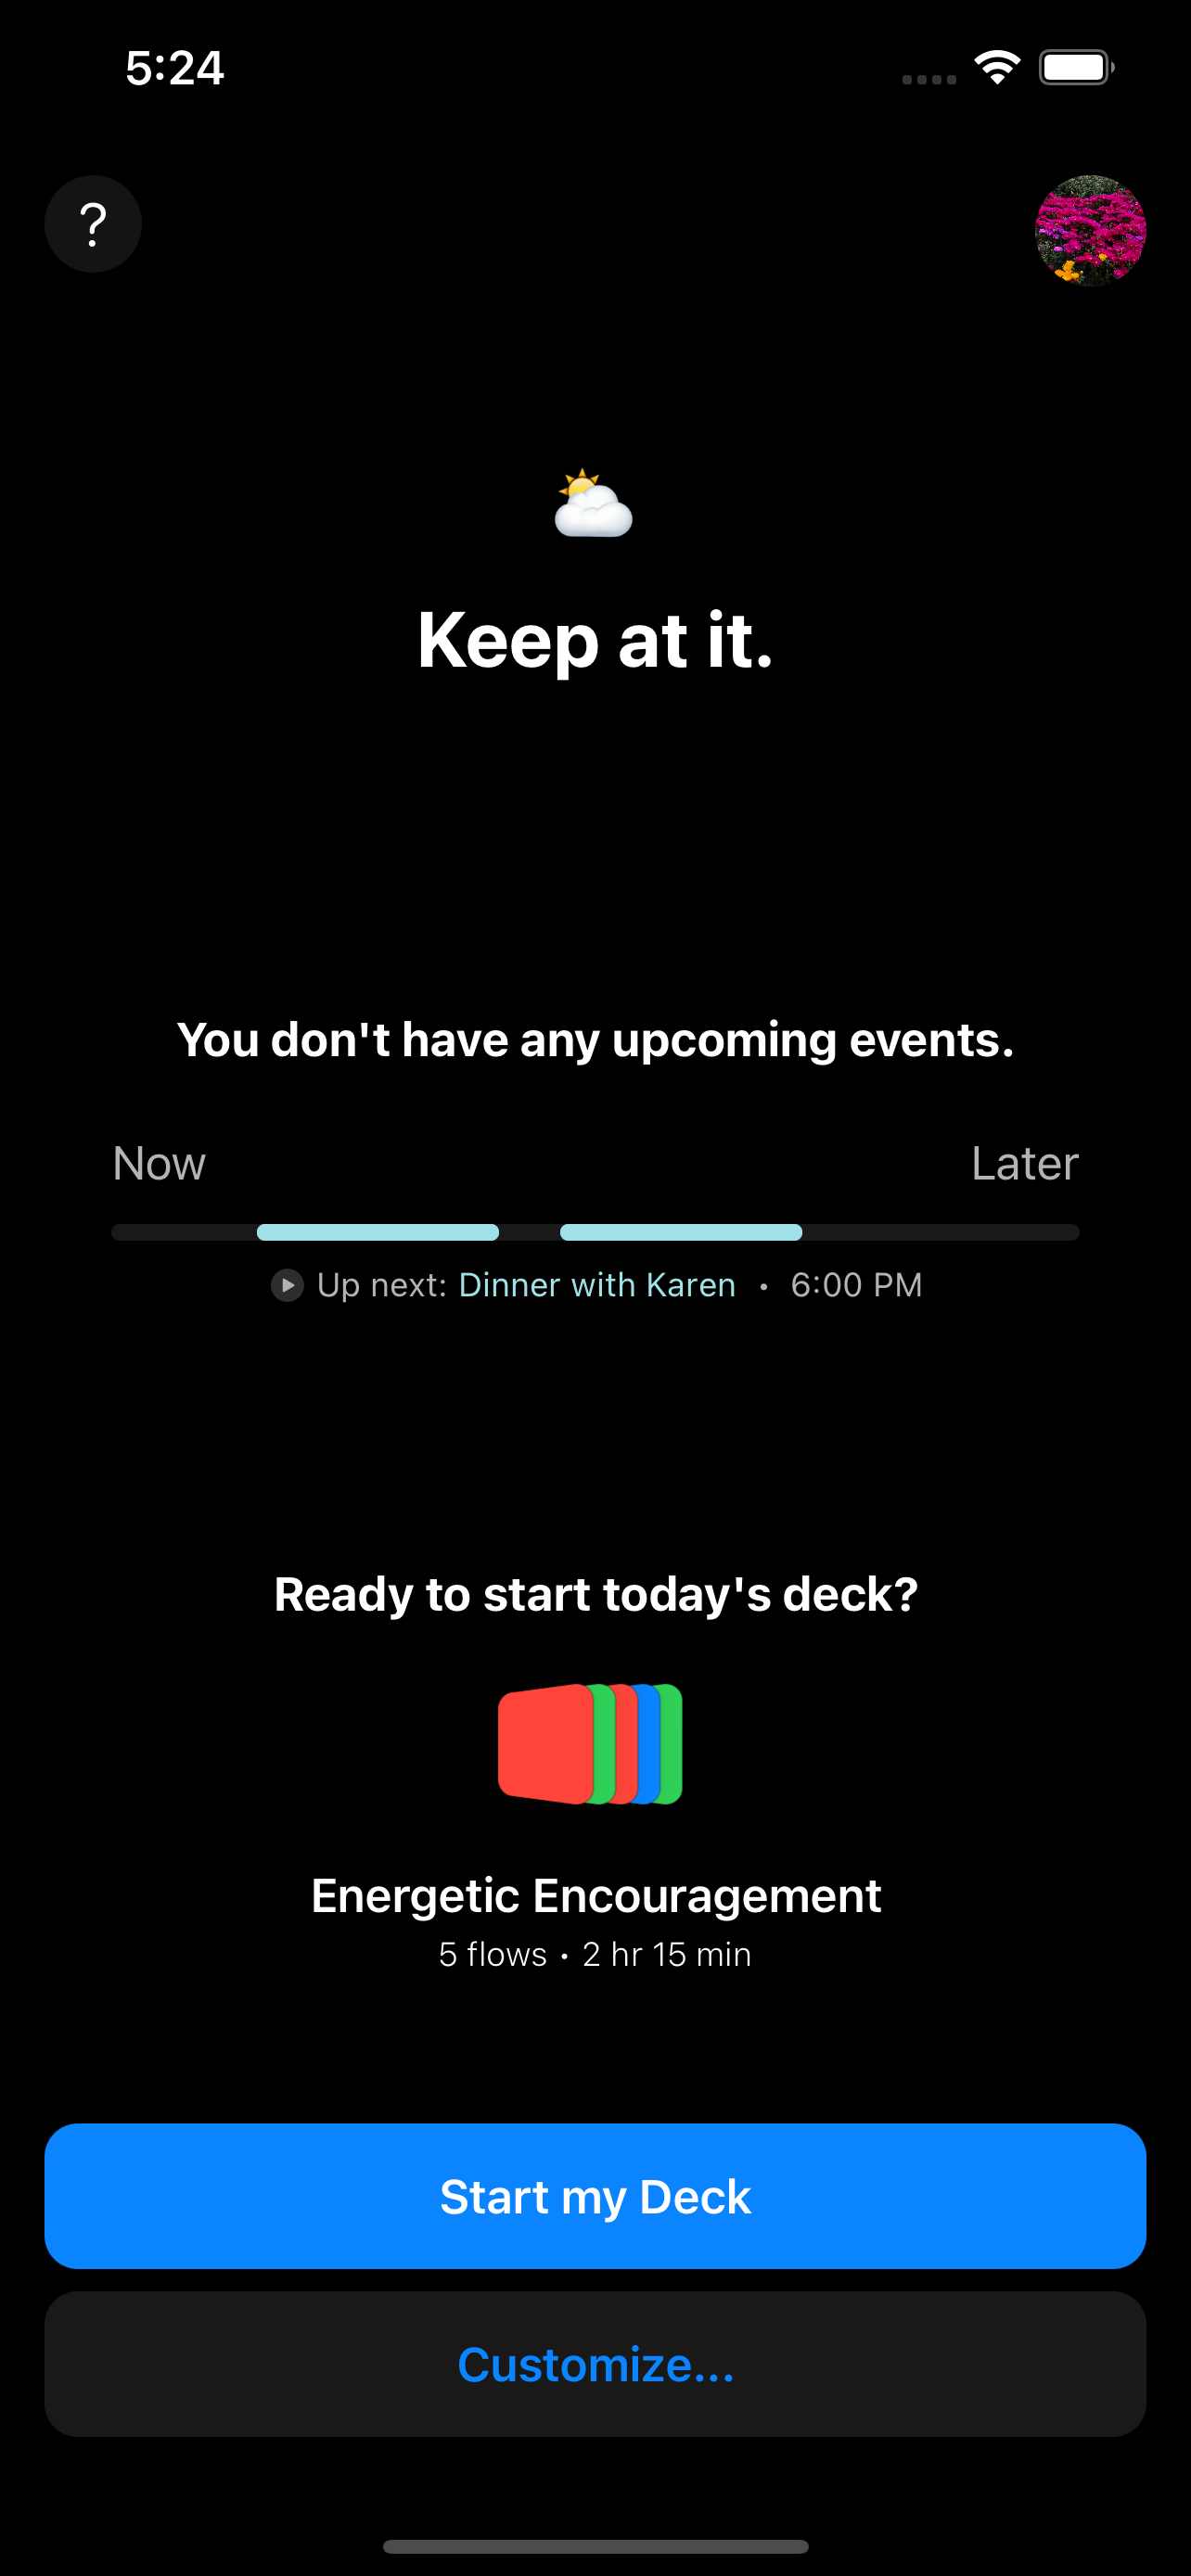 5:24
?
Keep at it.
You don't have any upcoming events.
Now Later
Up next: Dinner with Karen • 6:00 PM
Ready to start today's deck?
Energetic Encouragement
5 flows • 2 hr 15 min
Start my Deck
Customize...